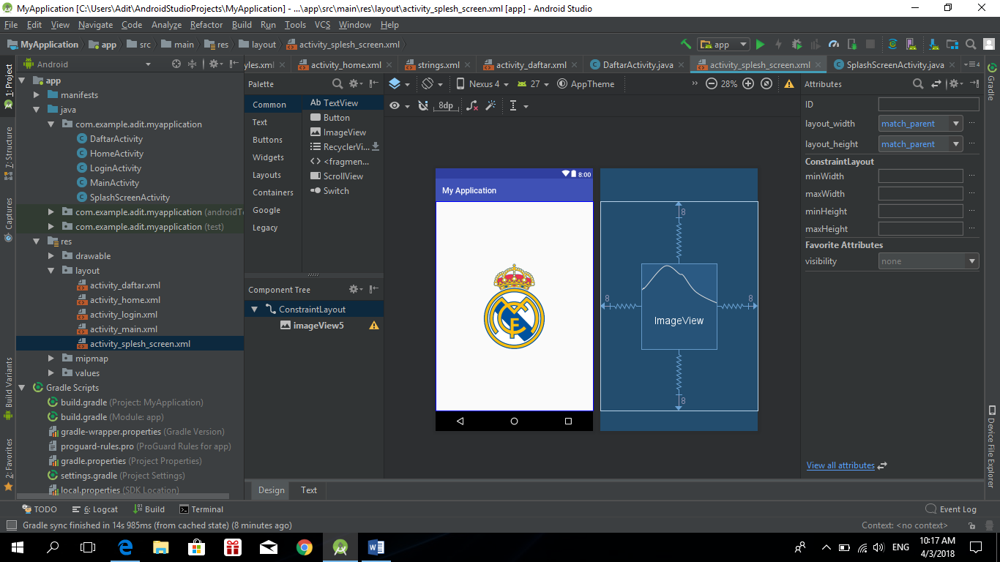 MyApplication [C:\Users\Adit\AndroidStudioProjects\MyApplication] - ...\app\src\main\res\layout\activity_splesh_screen.xml [app] - Android Studio
File Edit View Navigate Code Analyze Refactor Build Run Tools VCS Window Help
MyApplication app src main res layout activity_splesh_screen.xml app
Android yles.xml activity_home.xml strings.xml activity_daftar.xml DaftarActivity.java activity_splesh_screen.xml SplashScreenActivity.java 4
1: Project
7: Structure
Captures
Build Variants
2: Favorites
app
manifests
java
com.example.adit.myapplication
DaftarActivity
HomeActivity
LoginActivity
MainActivity
SplashScreenActivity
com.example.adit.myapplication (androidTe
com.example.adit.myapplication (test)
res
drawable
layout
activity_daftar.xml
activity_home.xml
activity_login.xml
activity_main.xml
activity_splesh_screen.xml
mipmap
values
Gradle Scripts
build.gradle (Project: MyApplication)
build.gradle (Module: app)
gradle-wrapper.properties (Gradle Version)
proguard-rules.pro (ProGuard Rules for app)
gradle.properties (Project Properties)
settings.gradle (Project Settings)
local.properties (SDK Location)
Palette
Common
Text
Buttons
Widgets
Layouts
Containers
Google
Legacy
Ab TextView
Button
ImageView
RecyclerVi...
<fragmen...
ScrollView
Switch
Component Tree
ConstraintLayout
imageView5
Nexus 4 27 AppTheme » 28%
8dp
8:00
My Application
8
8 8
ImageView
8
Attributes
ID
layout_width match_parent ...
layout_height match_parent ...
ConstraintLayout
minWidth ...
maxWidth ...
minHeight ...
maxHeight ...
Favorite Attributes
visibility none
View all attributes
Gradle
Device File Explorer
Design Text
TODO 6: Logcat Build Terminal Event Log
Gradle sync finished in 14s 985ms (from cached state) (8 minutes ago) Context: <no context>
ENG
10:17 AM
4/3/2018